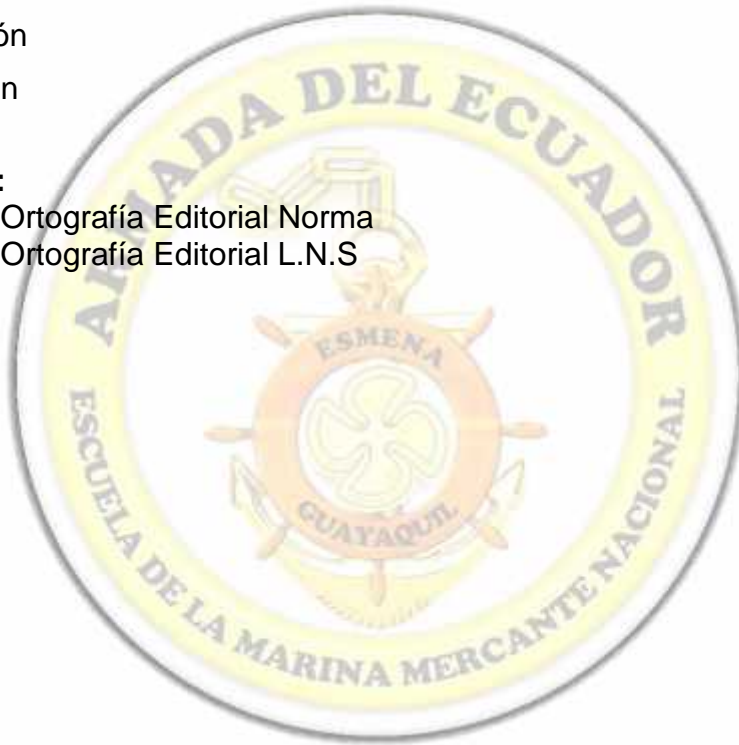 ón
n
:
Ortografía Editorial Norma
Ortografía Editorial L.N.S
ARMADA DEL ECUADOR
ESMENA
GUAYAQUIL
ESCUELA DE LA MARINA MERCANTE NACIONAL